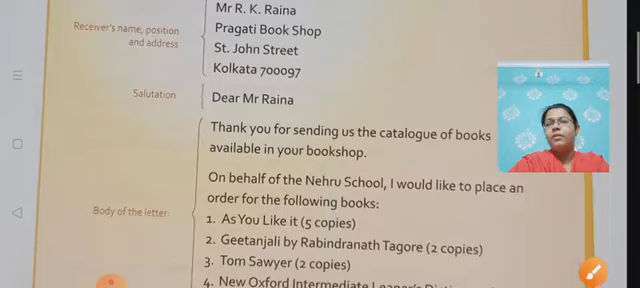 Mr R. K. Raina
Receiver's name, position
and address
Pragati Book Shop
St. John Street
Kolkata 700097
Salutation
Dear Mr Raina
Thank you for sending us the catalogue of books
available in your bookshop.
On behalf of the Nehru School, I would like to place an
order for the following books:
Body of the letter:
1. As You Like it (5 copies)
2. Geetanjali by Rabindranath Tagore (2 copies)
3. Tom Sawyer (2 copies)
4. New Oxford Intermediate